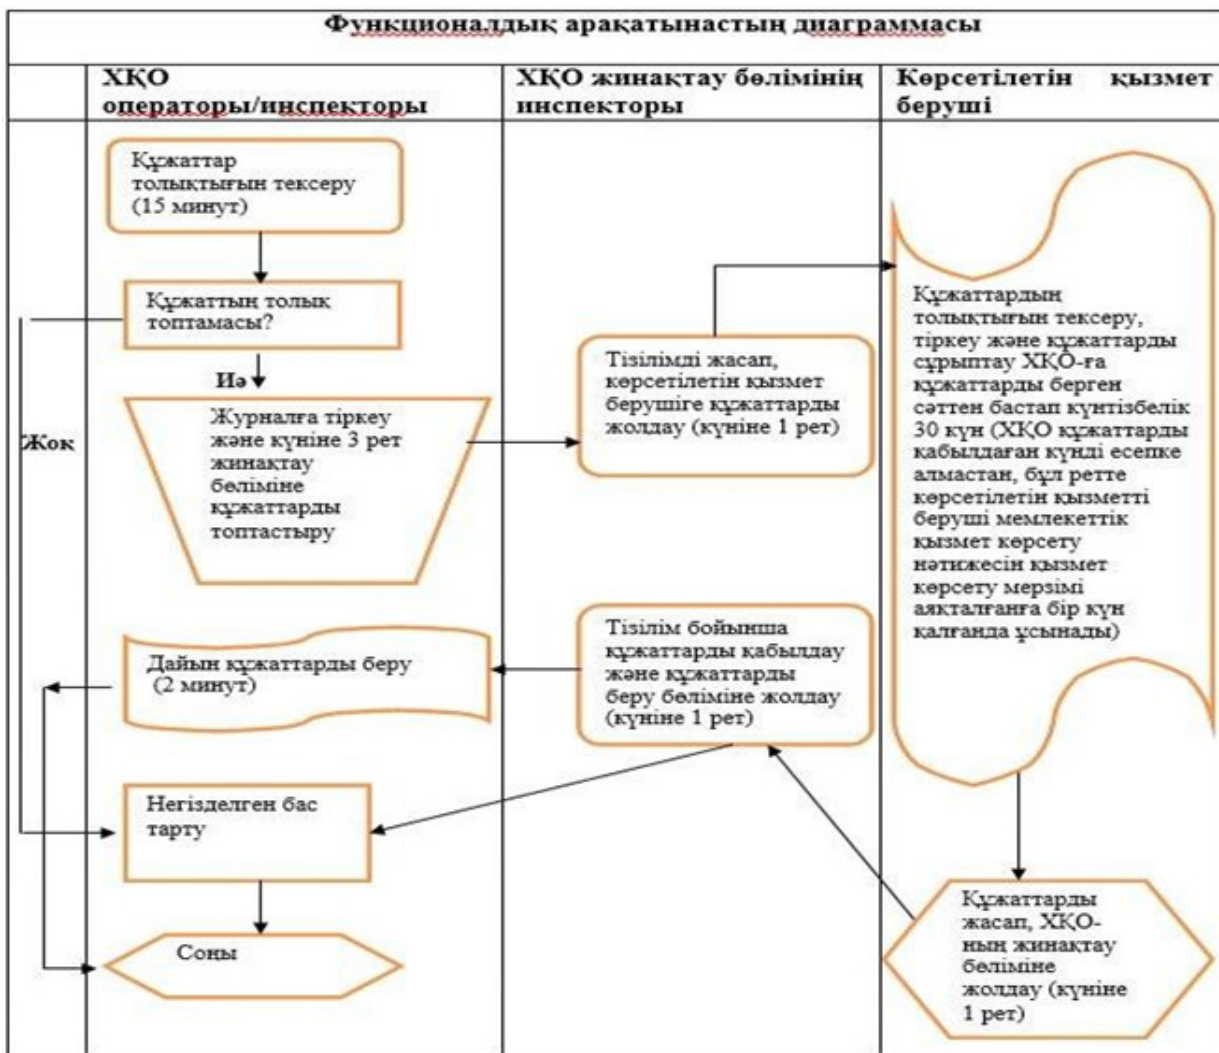 Функционалдық арақатынастың диаграммасы
ХҚО
операторы/инспекторы
ХҚО жинақтау бөлімінің
инспекторы
Көрсетілетін қызмет
беруші
Құжаттар
толықтығын тексеру
(15 минут)
Құжаттың толық
топтамасы?
Иә
Жоқ
Журналға тіркеу
және күніне 3 рет
жинақтау
бөліміне
құжаттарды
топтастыру
Тізілімді жасап,
көрсетілетін қызмет
берушіге құжаттарды
жолдау (күніне 1 рет)
Құжаттардың
толықтығын тексеру,
тіркеу және құжаттарды
сұрыптау ХҚО-ға
құжаттарды берген
сәттен бастап күнтізбелік
30 күн (ХҚО құжаттарды
қабылдаған күнді есепке
алмастан, бұл ретте
көрсетілетін қызметті
беруші мемлекеттік
қызмет көрсету
нәтижесін қызмет
көрсету мерзімі
аяқталғанға бір күн
қалғанда ұсынады)
Дайын құжаттарды беру
(2 минут)
Тізілім бойынша
құжаттарды қабылдау
және құжаттарды
беру бөліміне жолдау
(күніне 1 рет)
Негізделген бас
тарту
Соңы
Құжаттарды
жасап, ХҚО-
ның жинақтау
бөліміне
жолдау (күніне
1 рет)